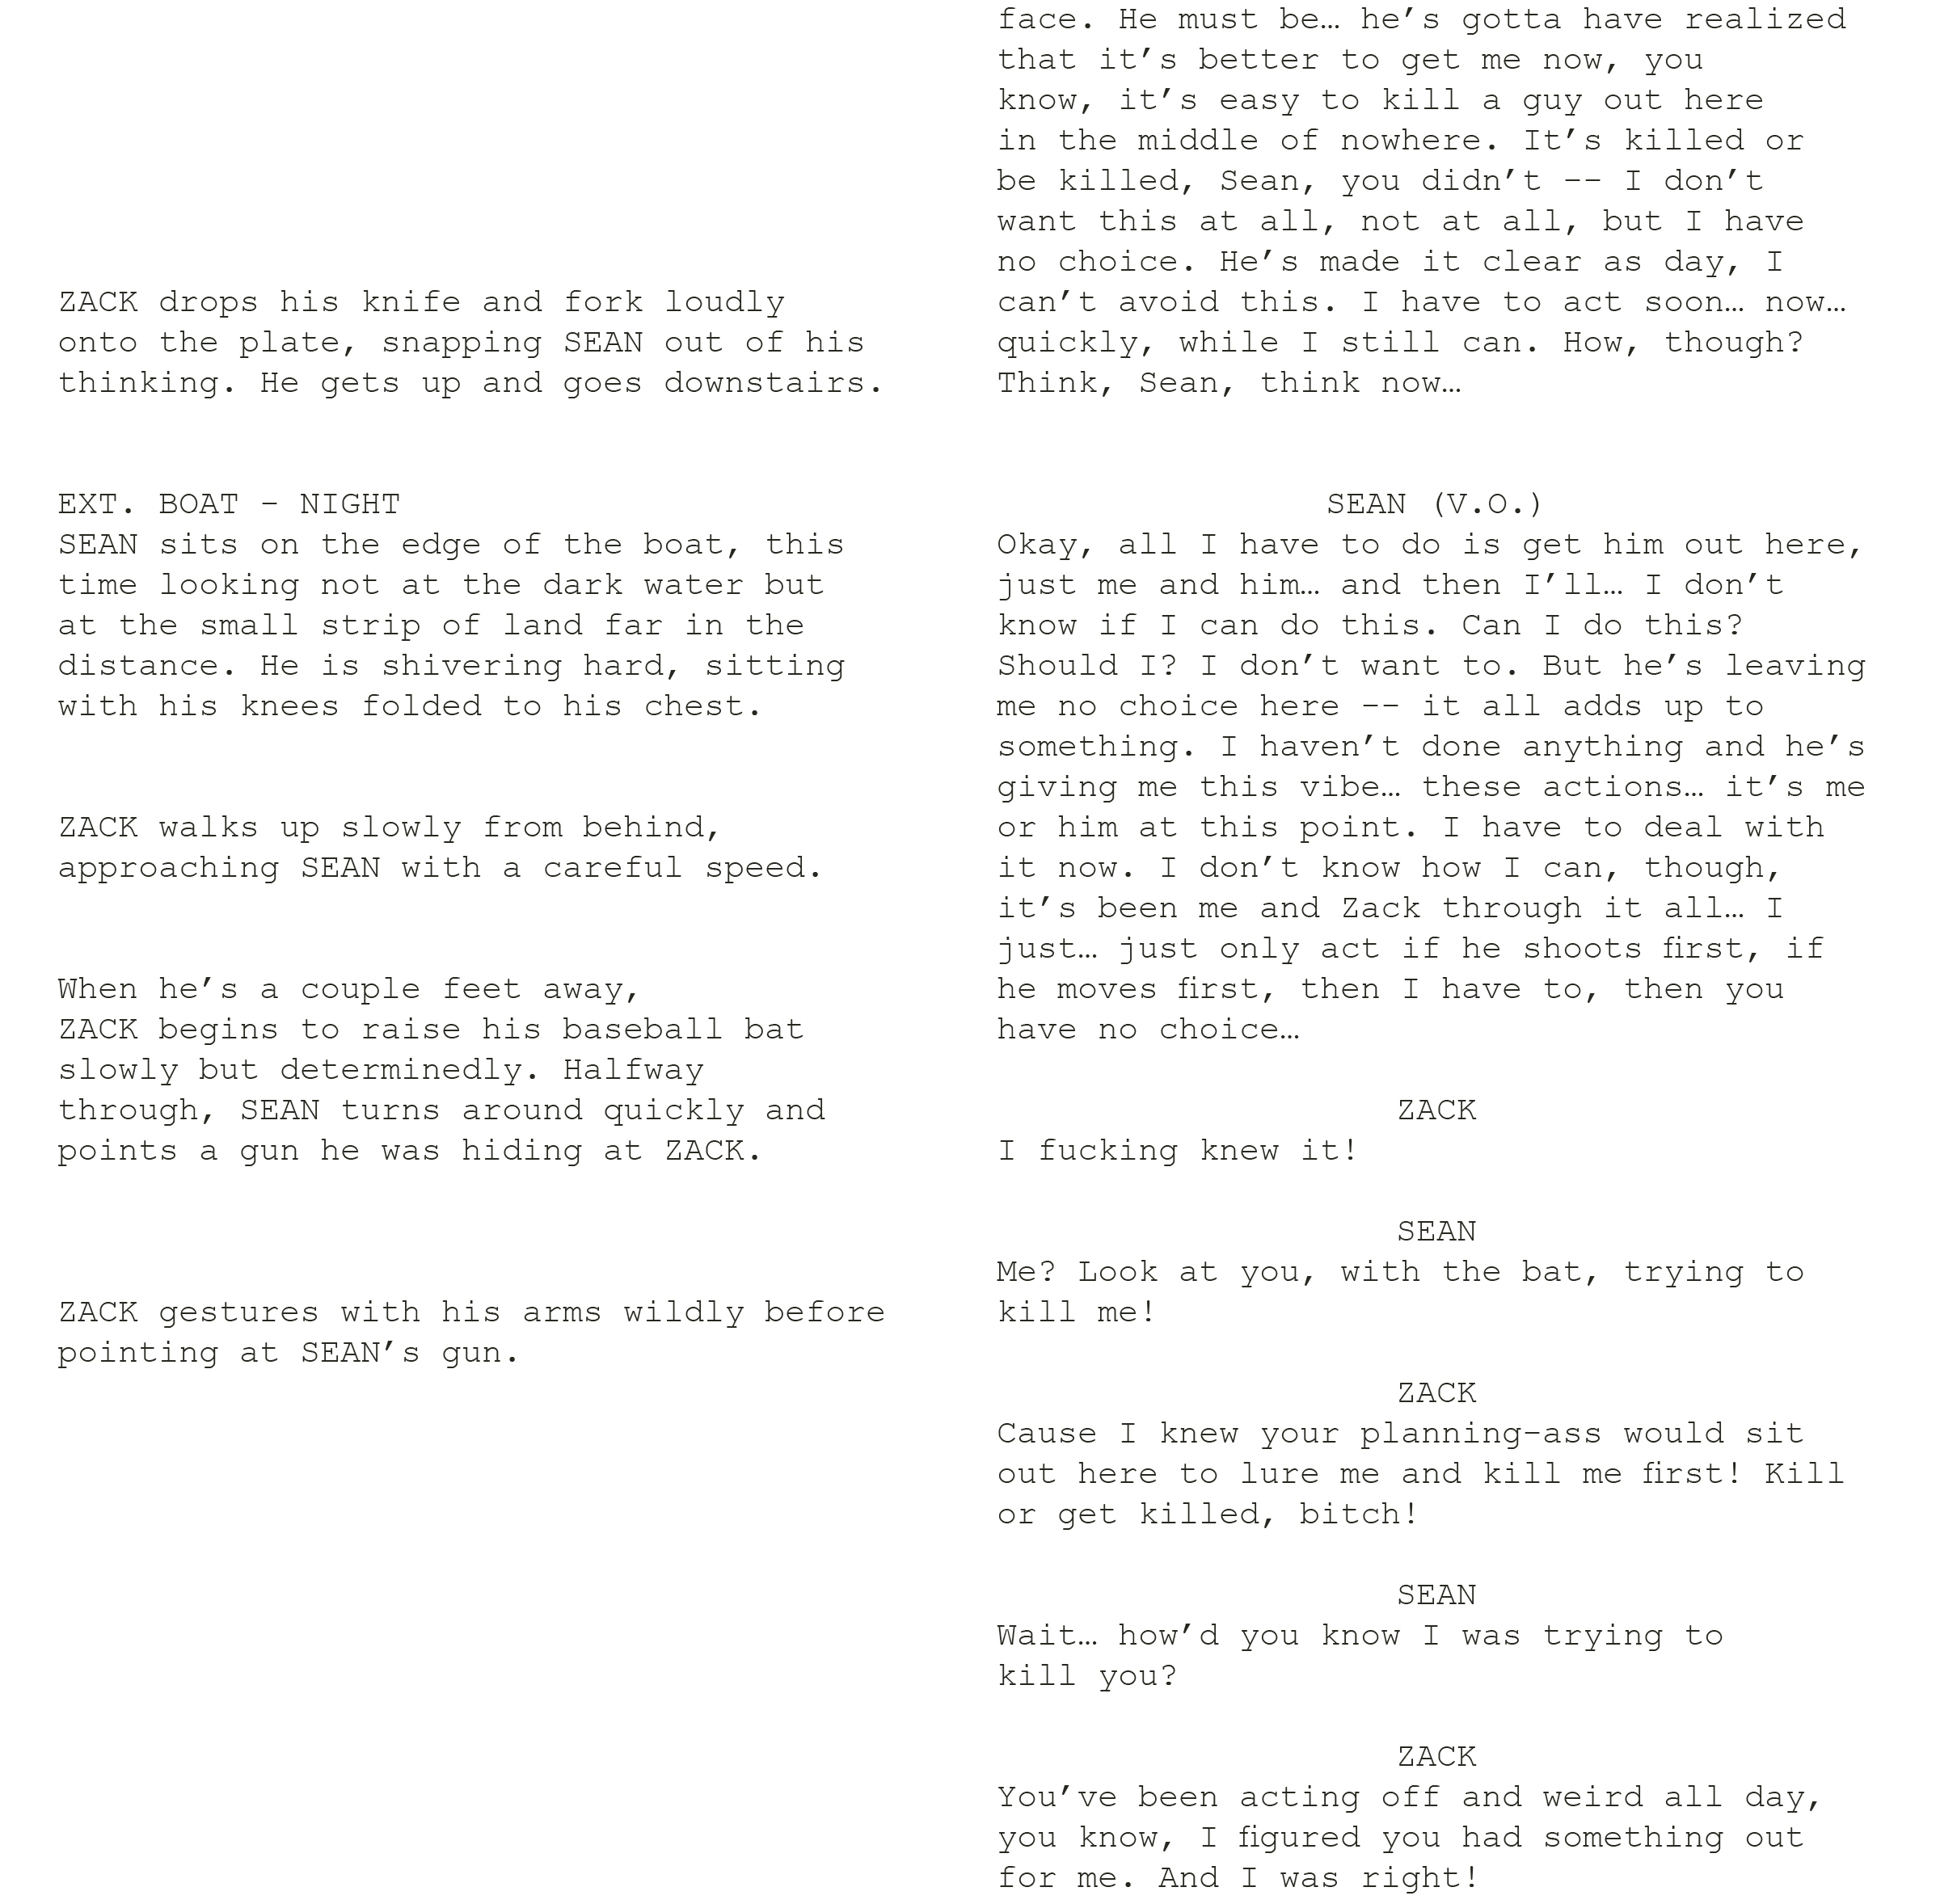 face. He must be… he’s gotta have realized
that it’s better to get me now, you
know, it’s easy to kill a guy out here
in the middle of nowhere. It’s killed or
be killed, Sean, you didn’t -- I don’t
want this at all, not at all, but I have
no choice. He’s made it clear as day, I
can’t avoid this. I have to act soon… now…
quickly, while I still can. How, though?
Think, Sean, think now…
ZACK drops his knife and fork loudly
onto the plate, snapping SEAN out of his
thinking. He gets up and goes downstairs.
EXT. BOAT - NIGHT
SEAN sits on the edge of the boat, this
time looking not at the dark water but
at the small strip of land far in the
distance. He is shivering hard, sitting
with his knees folded to his chest.
ZACK walks up slowly from behind,
approaching SEAN with a careful speed.
When he’s a couple feet away,
ZACK begins to raise his baseball bat
slowly but determinedly. Halfway
through, SEAN turns around quickly and
points a gun he was hiding at ZACK.
ZACK gestures with his arms wildly before
pointing at SEAN’s gun.
SEAN (V.O.)
Okay, all I have to do is get him out here,
just me and him… and then I’ll… I don’t
know if I can do this. Can I do this?
Should I? I don’t want to. But he’s leaving
me no choice here -- it all adds up to
something. I haven’t done anything and he’s
giving me this vibe… these actions… it’s me
or him at this point. I have to deal with
it now. I don’t know how I can, though,
it’s been me and Zack through it all… I
just… just only act if he shoots first, if
he moves first, then I have to, then you
have no choice…
ZACK
I fucking knew it!
SEAN
Me? Look at you, with the bat, trying to
kill me!
ZACK
Cause I knew your planning-ass would sit
out here to lure me and kill me first! Kill
or get killed, bitch!
SEAN
Wait… how’d you know I was trying to
kill you?
ZACK
You’ve been acting off and weird all day,
you know, I figured you had something out
for me. And I was right!